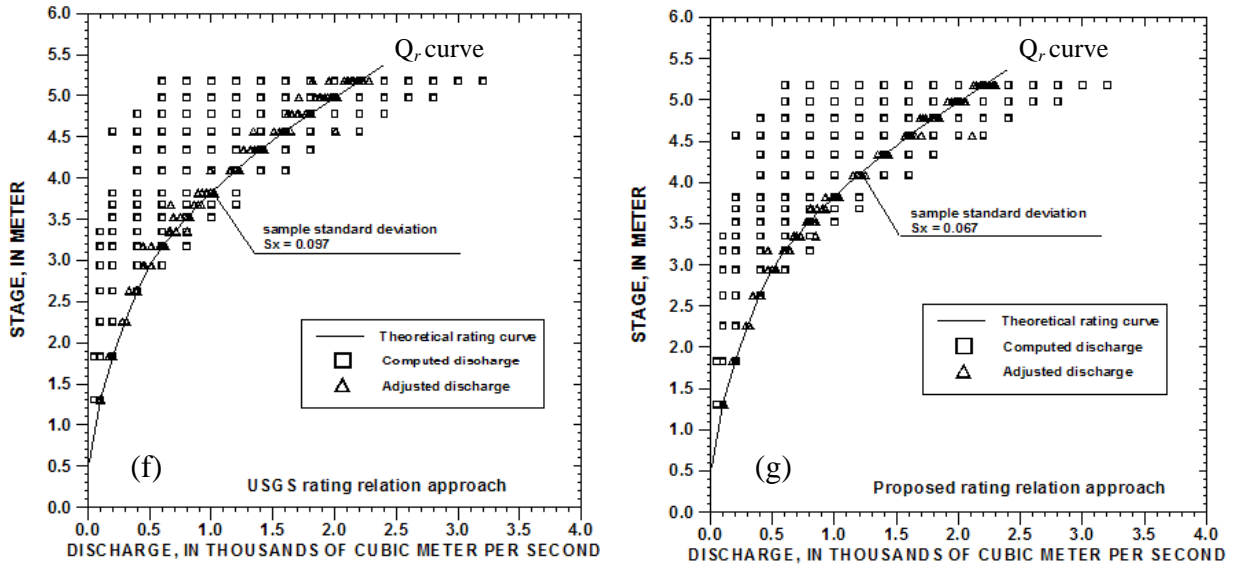 6.0
5.5
5.0
4.5
4.0
3.5
3.0
2.5
2.0
1.5
1.0
0.5
0.0
STAGE, IN METER
Qr curve
sample standard deviation
Sx = 0.097
Theoretical rating curve
Computed discharge
Adjusted discharge
(f)
USGS rating relation approach
0.0 0.5 1.0 1.5 2.0 2.5 3.0 3.5 4.0
DISCHARGE, IN THOUSANDS OF CUBIC METER PER SECOND
6.0
5.5
5.0
4.5
4.0
3.5
3.0
2.5
2.0
1.5
1.0
0.5
0.0
STAGE, IN METER
Qr curve
sample standard deviation
Sx = 0.067
Theoretical rating curve
Computed discharge
Adjusted discharge
(g)
Proposed rating relation approach
0.0 0.5 1.0 1.5 2.0 2.5 3.0 3.5 4.0
DISCHARGE, IN THOUSANDS OF CUBIC METER PER SECOND